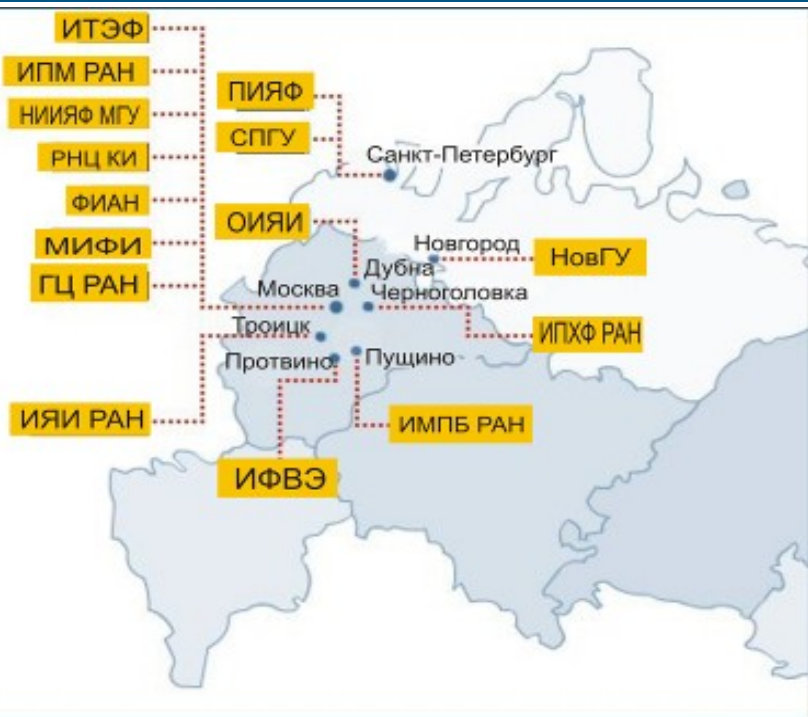 ИТЭФ
ИПМ РАН
НИИЯФ МГУ
РНЦ КИ
ФИАН
МИФИ
ГЦ РАН
ИЯИ РАН
ПИЯФ
СПГУ
Санкт-Петербург
ОИЯИ
Новгород
НовГУ
Дубна
Москва
Черноголовка
Троицк
ИПХФ РАН
Протвино
Пущино
ИМПБ РАН
ИФВЭ